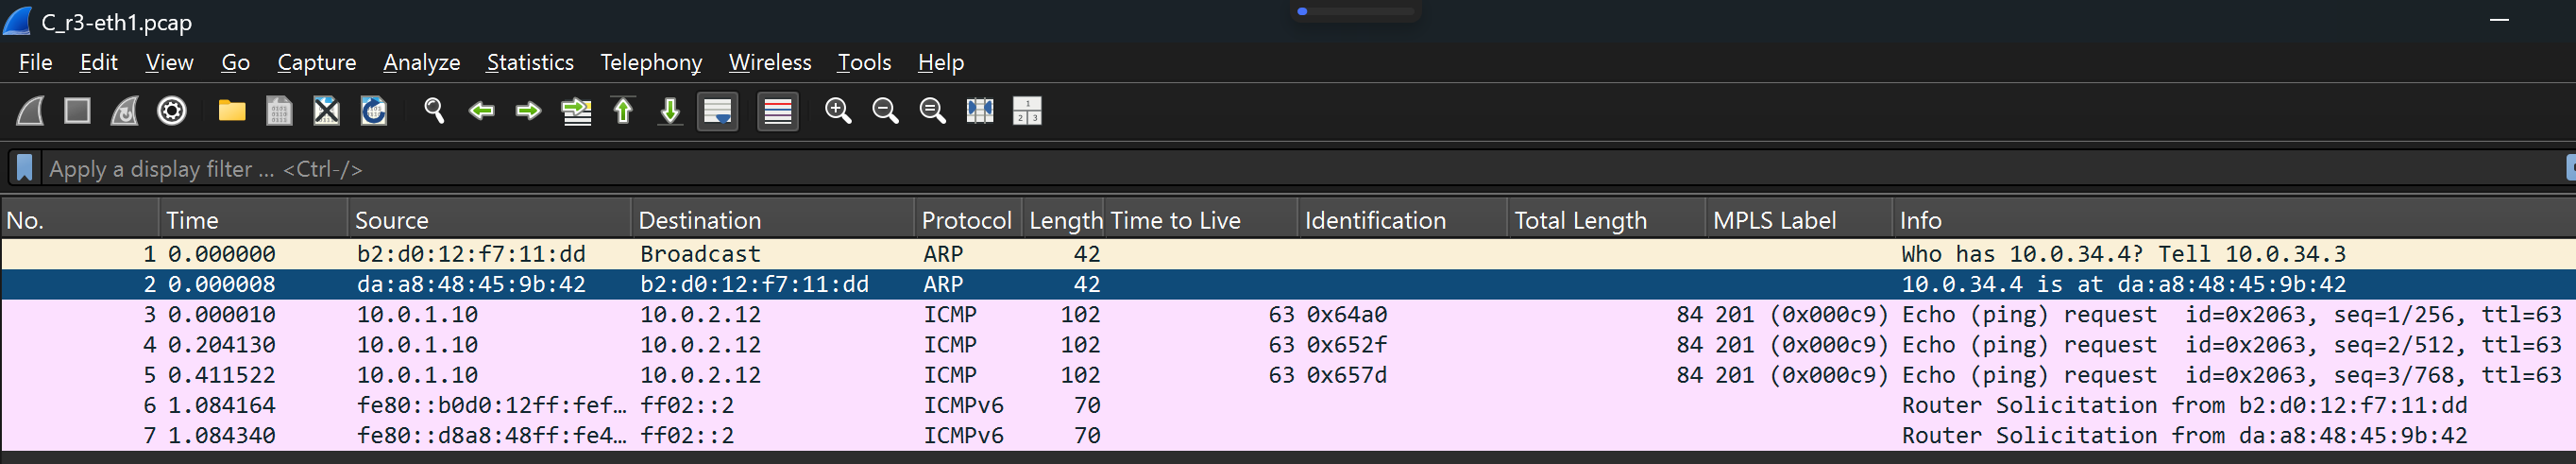 C_r3-eth1.pcap
File Edit View Go Capture Analyze Statistics Telephony Wireless Tools Help
Apply a display filter … <Ctrl-/>
No. Time Source Destination Protocol Length Time to Live Identification Total Length MPLS Label Info
1 0.000000 b2:d0:12:f7:11:dd Broadcast ARP 42 Who has 10.0.34.4? Tell 10.0.34.3
2 0.000008 da:a8:48:45:9b:42 b2:d0:12:f7:11:dd ARP 42 10.0.34.4 is at da:a8:48:45:9b:42
3 0.000010 10.0.1.10 10.0.2.12 ICMP 102 63 0x64a0 84 201 (0x000c9) Echo (ping) request id=0x2063, seq=1/256, ttl=63
4 0.204130 10.0.1.10 10.0.2.12 ICMP 102 63 0x652f 84 201 (0x000c9) Echo (ping) request id=0x2063, seq=2/512, ttl=63
5 0.411522 10.0.1.10 10.0.2.12 ICMP 102 63 0x657d 84 201 (0x000c9) Echo (ping) request id=0x2063, seq=3/768, ttl=63
6 1.084164 fe80::b0d0:12ff:fef… ff02::2 ICMPv6 70 Router Solicitation from b2:d0:12:f7:11:dd
7 1.084340 fe80::d8a8:48ff:fe4… ff02::2 ICMPv6 70 Router Solicitation from da:a8:48:45:9b:42